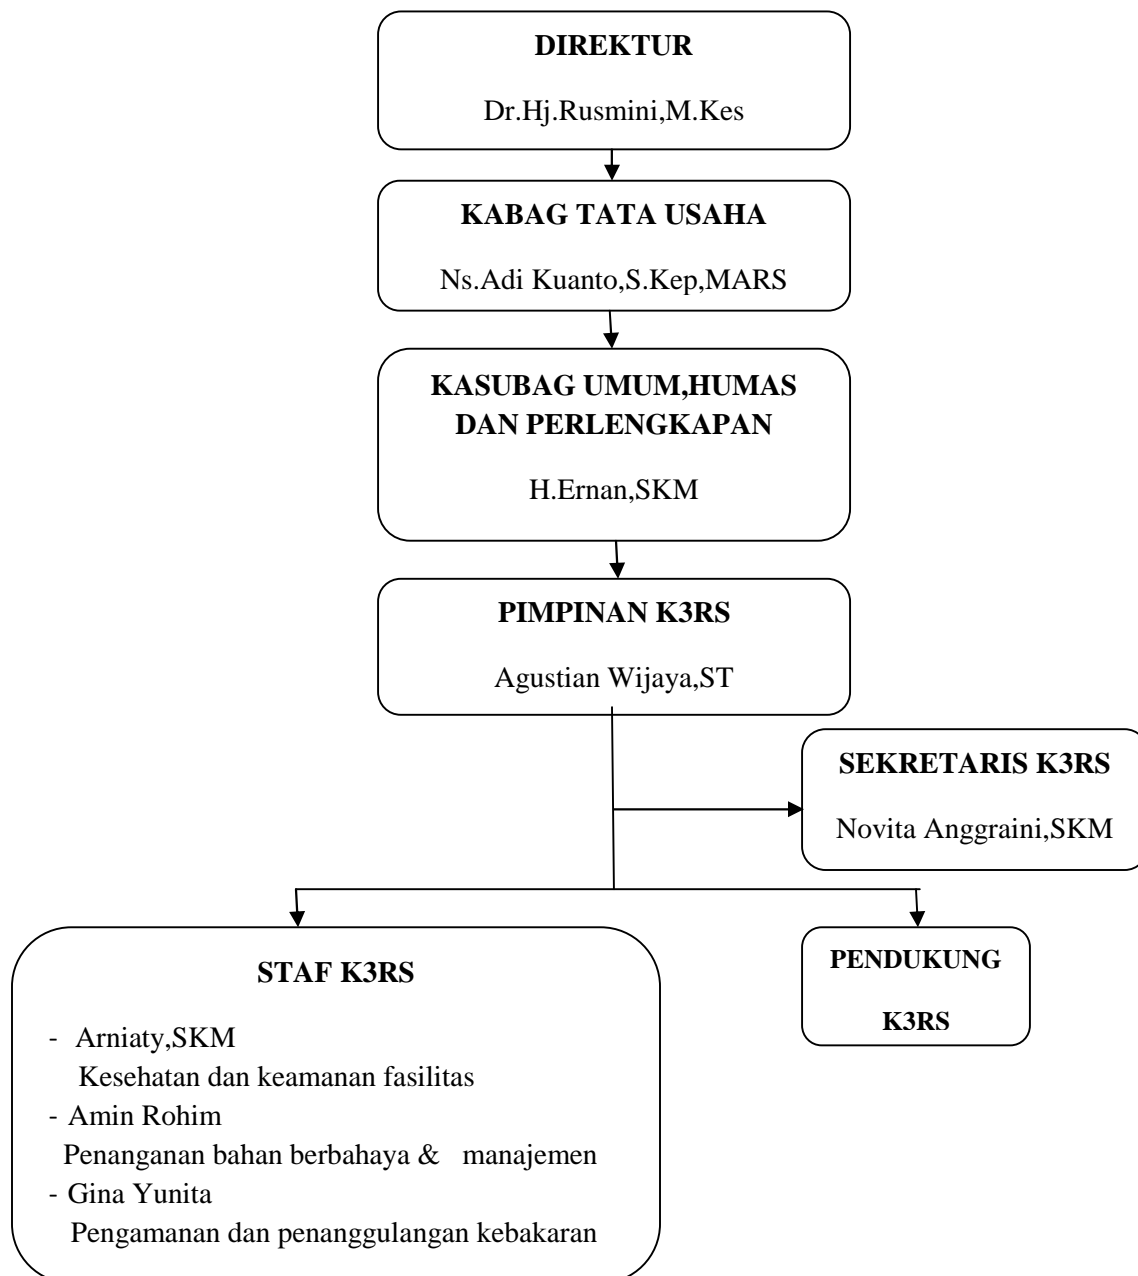 DIREKTUR
Dr.Hj.Rusmini,M.Kes
KABAG TATA USAHA
Ns.Adi Kuanto,S.Kep,MARS
KASUBAG UMUM,HUMAS
DAN PERLENGKAPAN
H.Ernan,SKM
PIMPINAN K3RS
Agustian Wijaya,ST
SEKRETARIS K3RS
Novita Anggraini,SKM
STAF K3RS
- Arniaty,SKM
Kesehatan dan keamanan fasilitas
- Amin Rohim
Penanganan bahan berbahaya & manajemen
- Gina Yunita
Pengamanan dan penanggulangan kebakaran
PENDUKUNG
K3RS